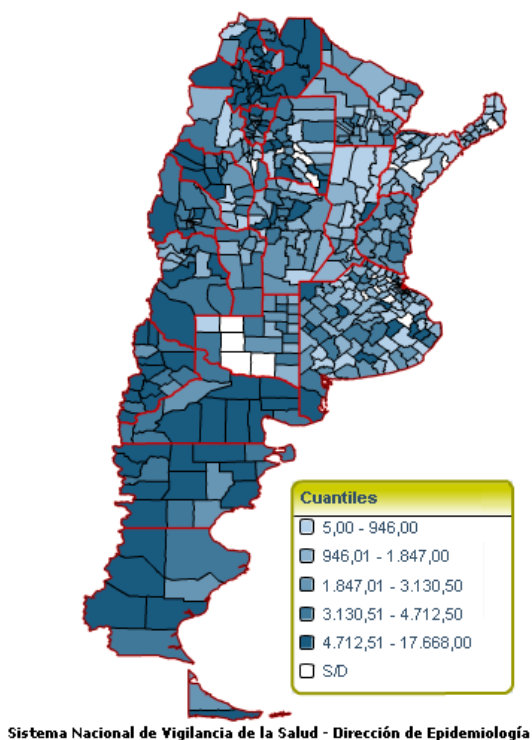 Cuantiles
5,00 - 946,00
946,01 - 1.847,00
1.847,01 - 3.130,50
3.130,51 - 4.712,50
4.712,51 - 17.668,00
S/D
Sistema Nacional de Vigilancia de la Salud - Dirección de Epidemiología